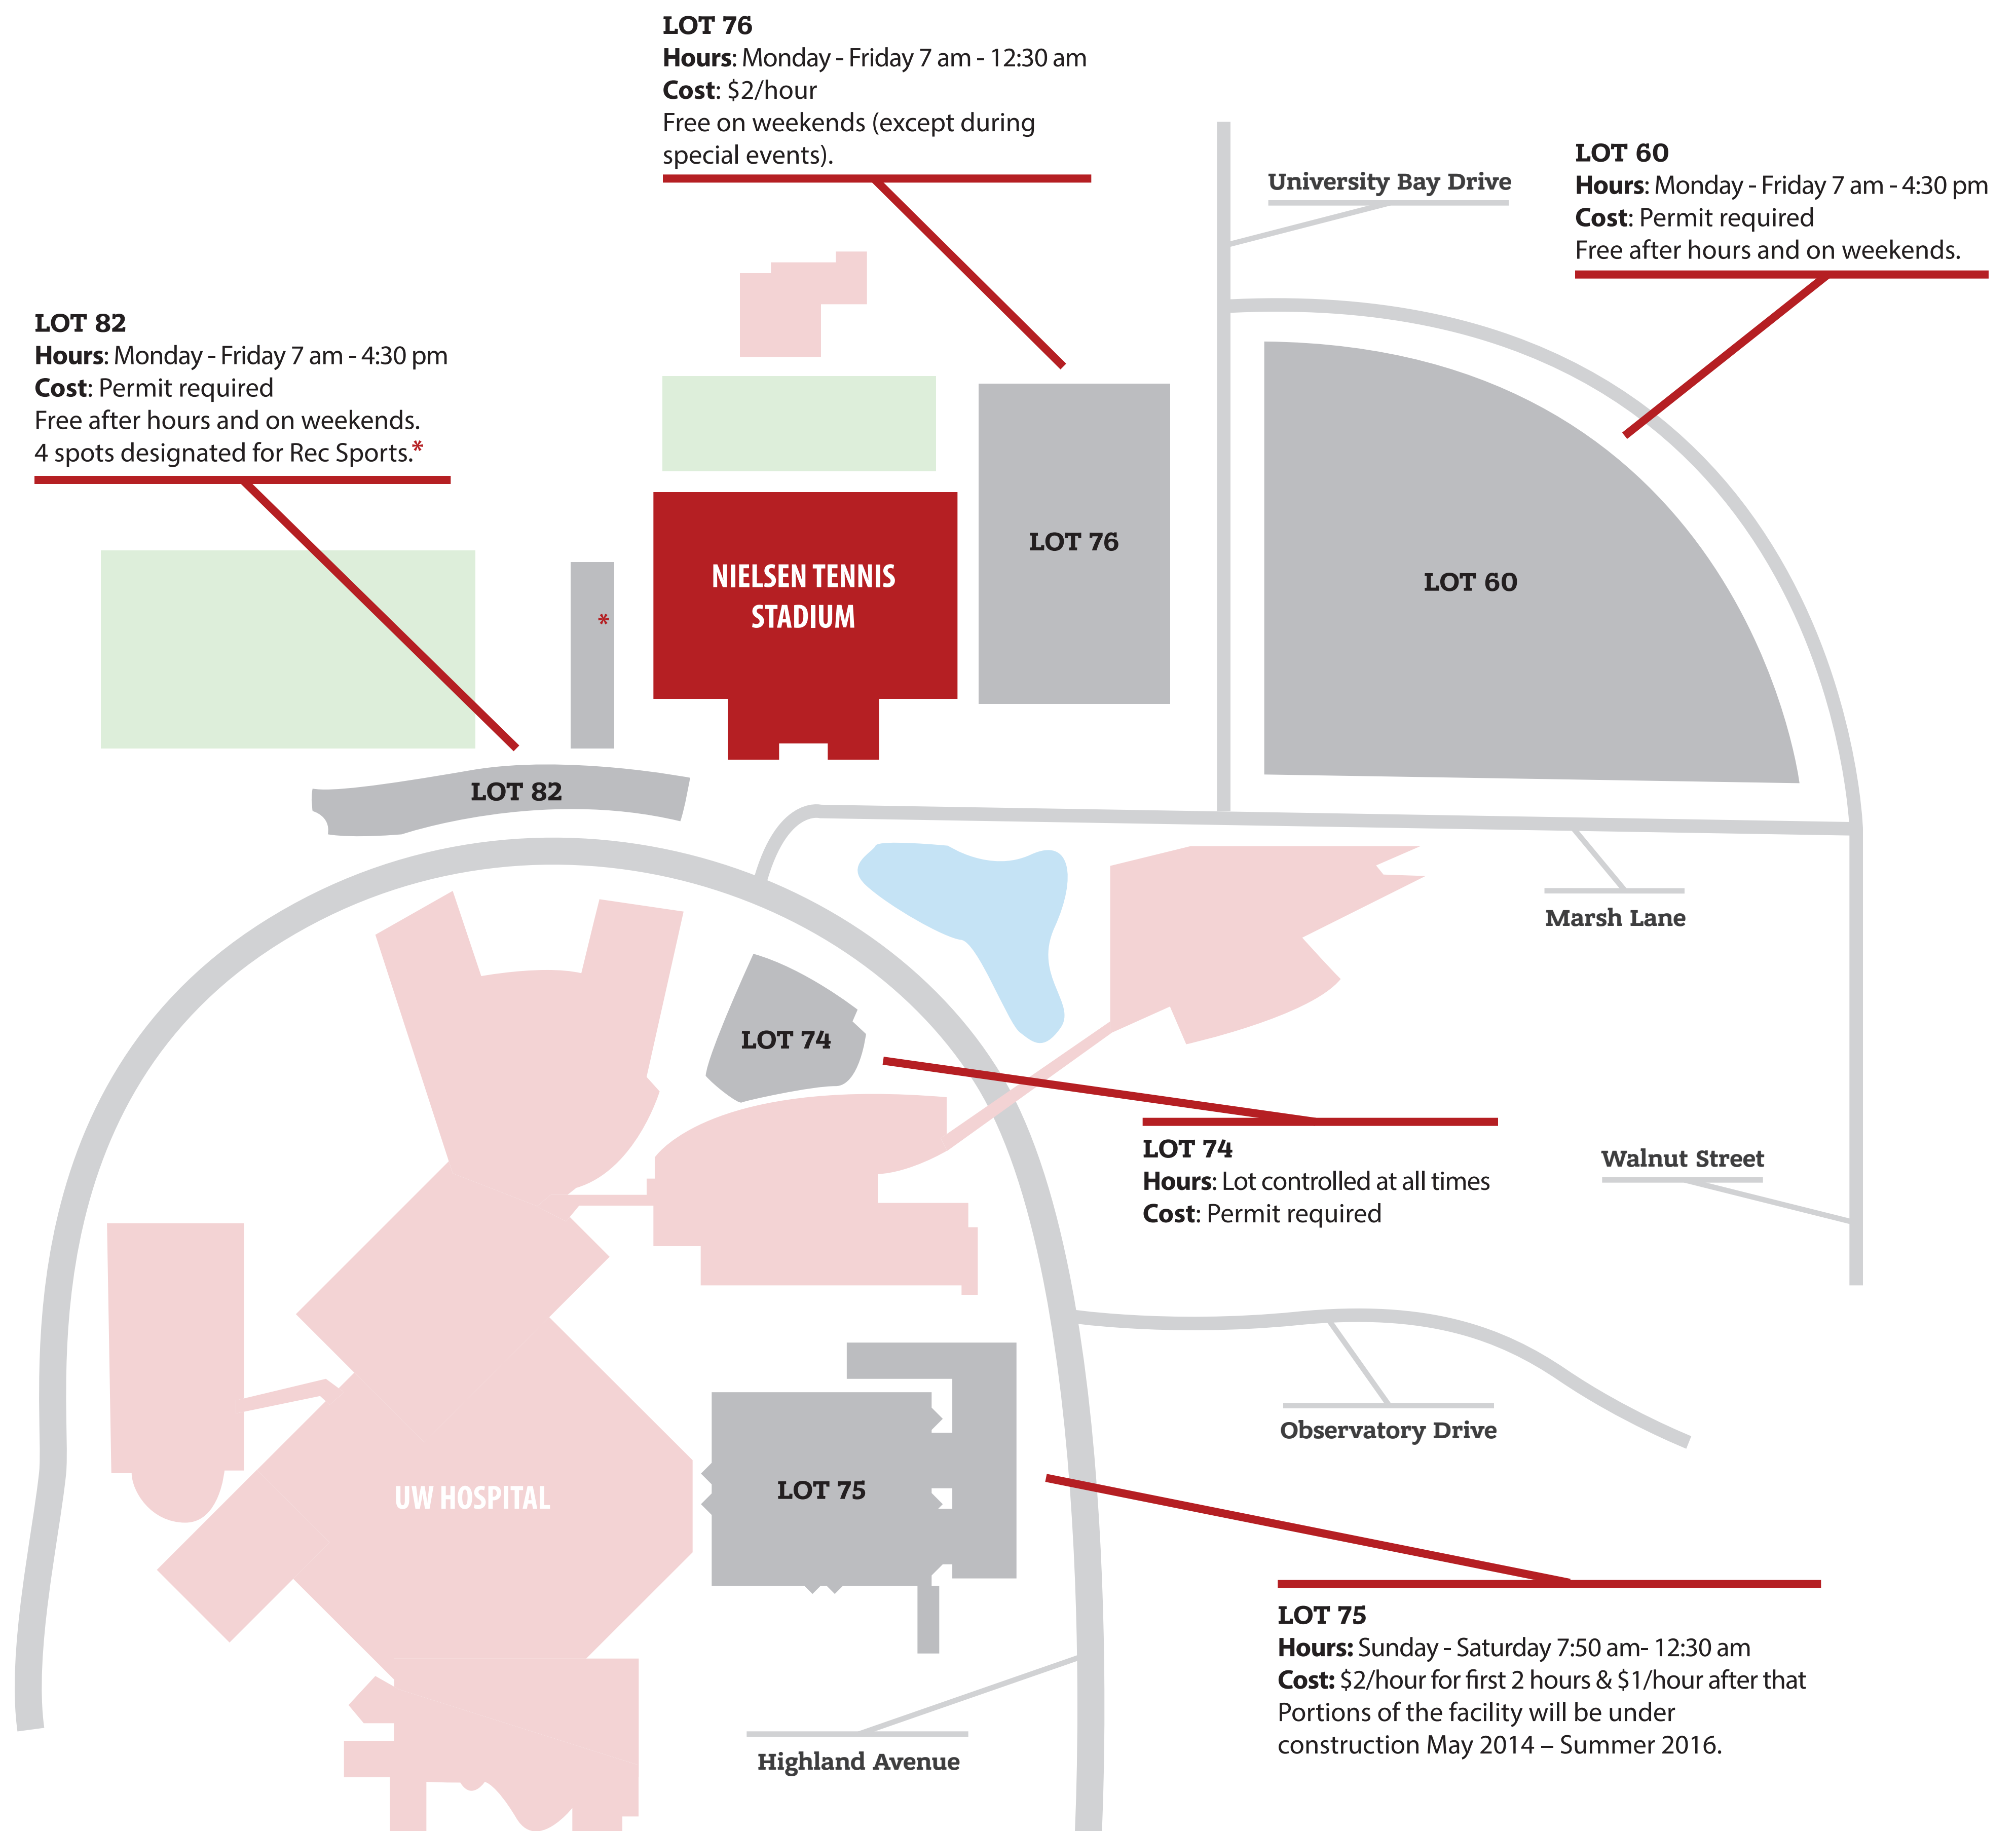 LOT 76
Hours: Monday - Friday 7 am - 12:30 am
Cost: $2/hour
Free on weekends (except during
special events).
University Bay Drive
LOT 60
Hours: Monday - Friday 7 am - 4:30 pm
Cost: Permit required
Free after hours and on weekends.
LOT 82
Hours: Monday - Friday 7 am - 4:30 pm
Cost: Permit required
Free after hours and on weekends.
4 spots designated for Rec Sports.*
*
NIELSEN TENNIS
STADIUM
LOT 76
LOT 60
LOT 82
Marsh Lane
LOT 74
LOT 74
Hours: Lot controlled at all times
Cost: Permit required
Walnut Street
Observatory Drive
UW HOSPITAL
LOT 75
LOT 75
Hours: Sunday - Saturday 7:50 am- 12:30 am
Cost: $2/hour for first 2 hours & $1/hour after that
Portions of the facility will be under
construction May 2014 – Summer 2016.
Highland Avenue